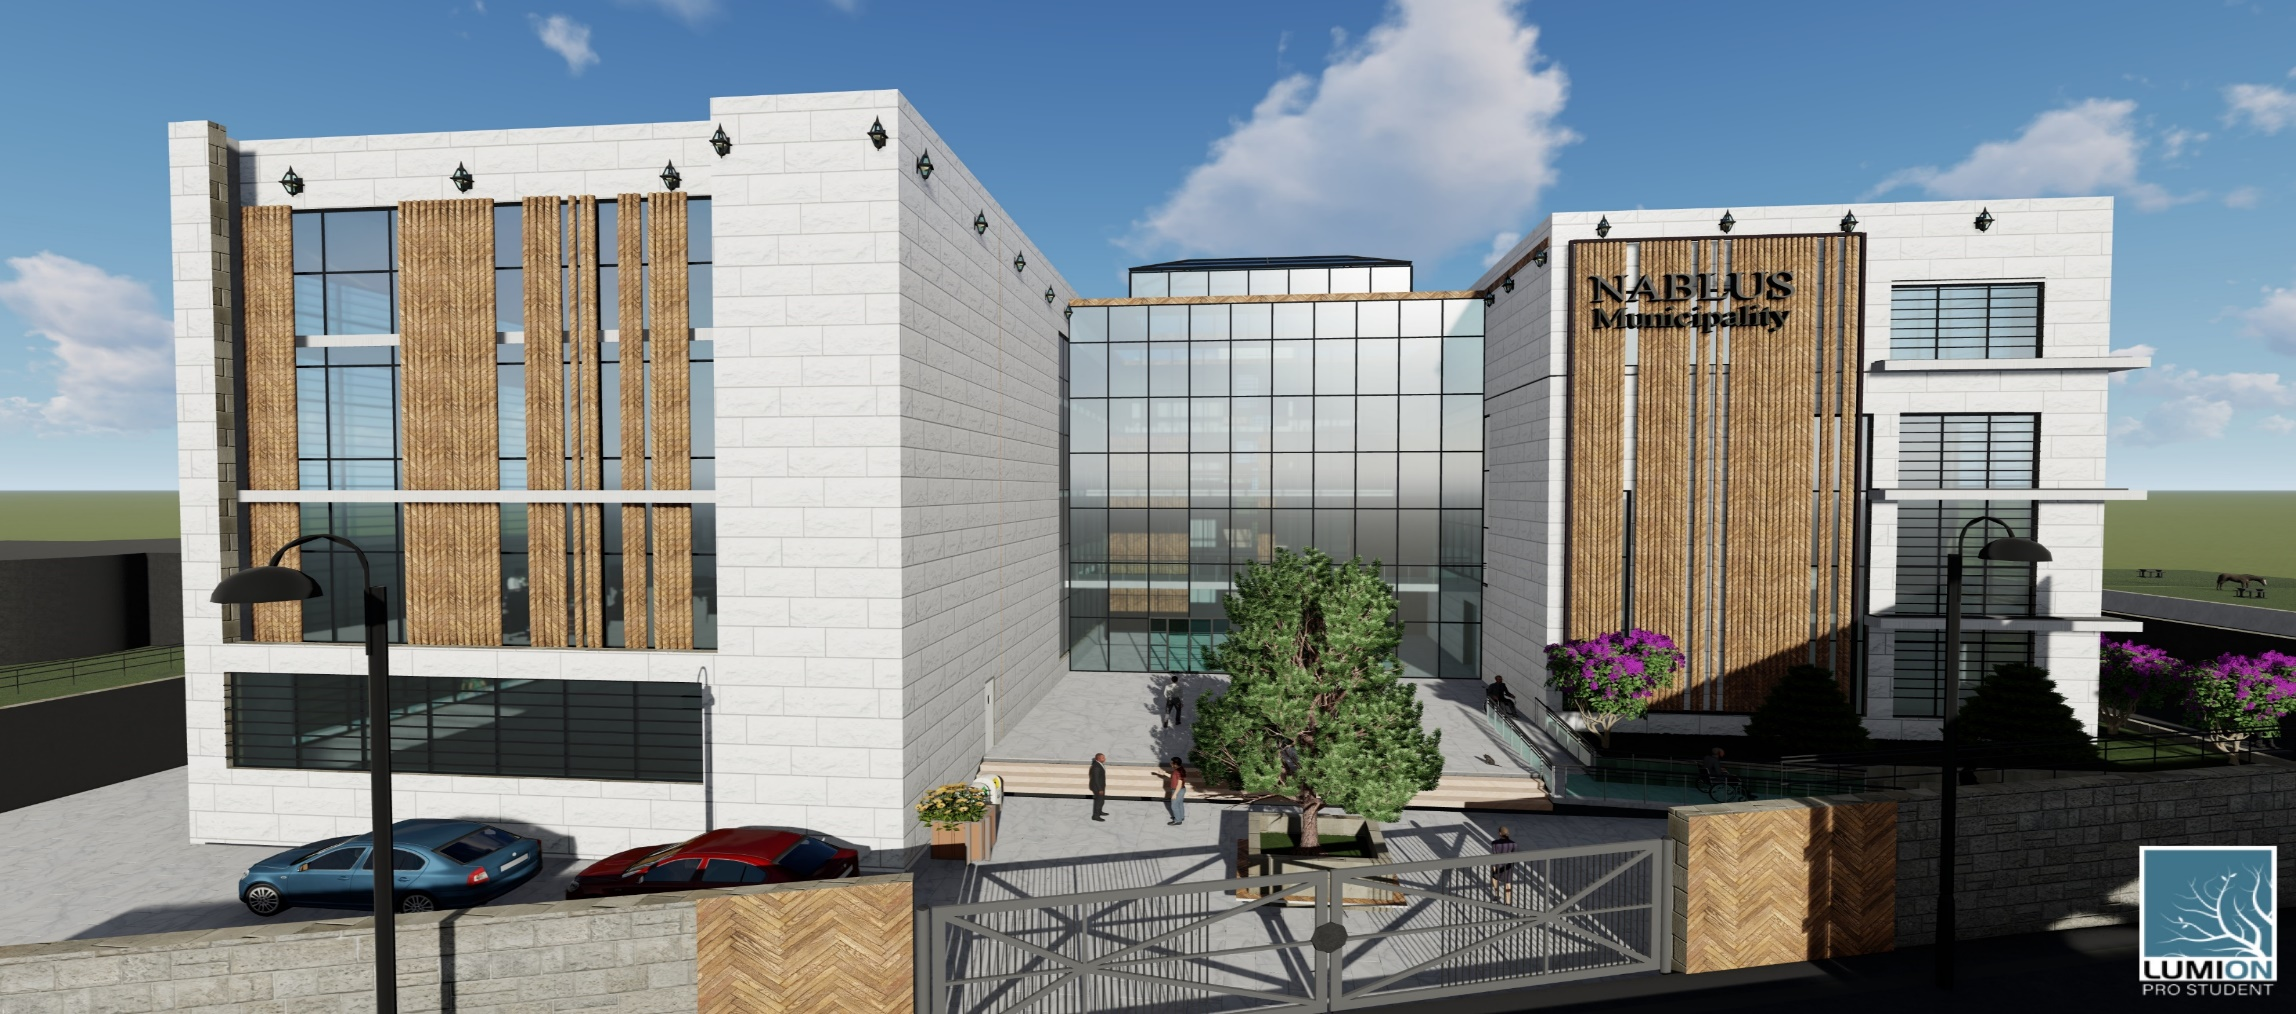 NABLUS
Municipality
LUMION
PRO STUDENT